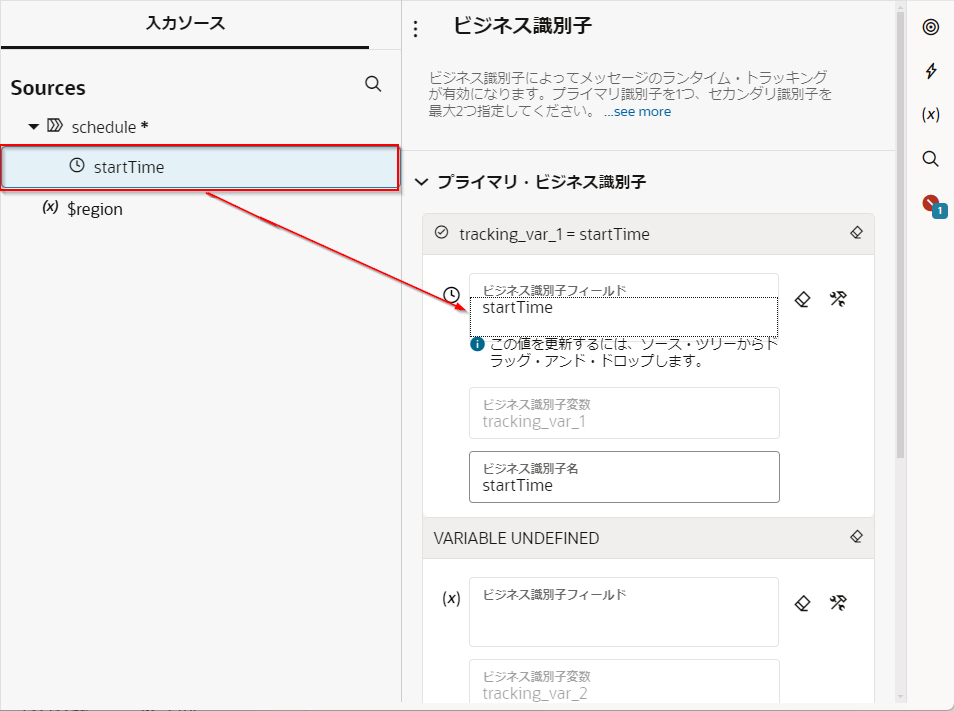 入力ソース
Sources
schedule *
startTime
(x) $region
ビジネス識別子
ビジネス識別子によってメッセージのランタイム・トラッキング
が有効になります。プライマリ識別子を1つ、セカンダリ識別子を
最大2つ指定してください。 ...see more
プライマリ・ビジネス識別子
tracking_var_1 = startTime
ビジネス識別子フィールド
startTime
この値を更新するには、ソース・ツリーからド
ラッグ・アンド・ドロップします。
ビジネス識別子変数
tracking_var_1
ビジネス識別子名
startTime
VARIABLE UNDEFINED
(x)
ビジネス識別子フィールド
ビジネス識別子変数
tracking_var_2
(x)
1